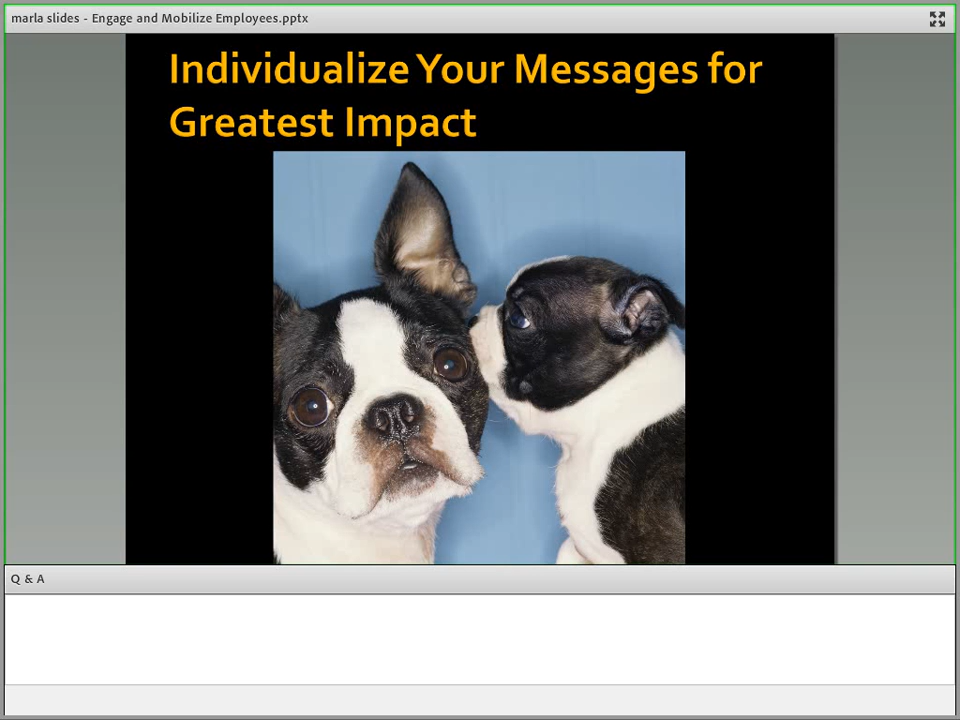 marla slides - Engage and Mobilize Employees.pptx
Individualize Your Messages for
Greatest Impact
Q & A